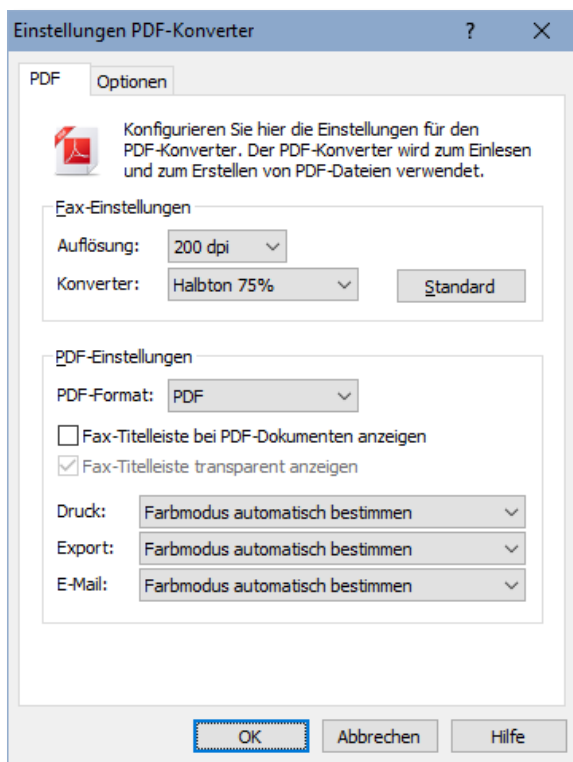 Einstellungen PDF-Konverter ?
PDF Optionen
Konfigurieren Sie hier die Einstellungen für den
PDF-Konverter. Der PDF-Konverter wird zum Einlesen
und zum Erstellen von PDF-Dateien verwendet.
Fax-Einstellungen
Auflösung: 200 dpi
Konverter: Halbton 75% Standard
PDF-Einstellungen
PDF-Format: PDF
Fax-Titelleiste bei PDF-Dokumenten anzeigen
Fax-Titelleiste transparent anzeigen
Druck: Farbmodus automatisch bestimmen
Export: Farbmodus automatisch bestimmen
E-Mail: Farbmodus automatisch bestimmen
OK Abbrechen Hilfe